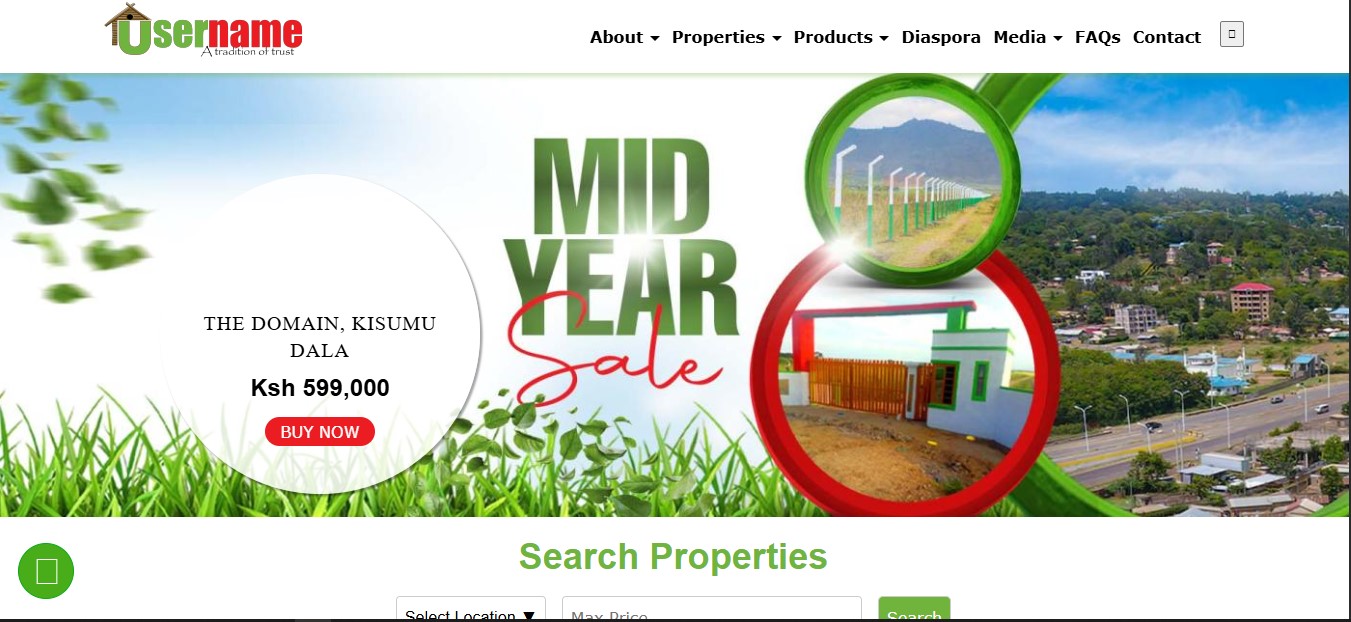 Username
A tradition of trust
About Properties Products Diaspora Media FAQs Contact
MID
YEAR
Sale
THE DOMAIN, KISUMU
DALA
Ksh 599,000
BUY NOW
Search Properties
Select Location ▼ Max Price Search